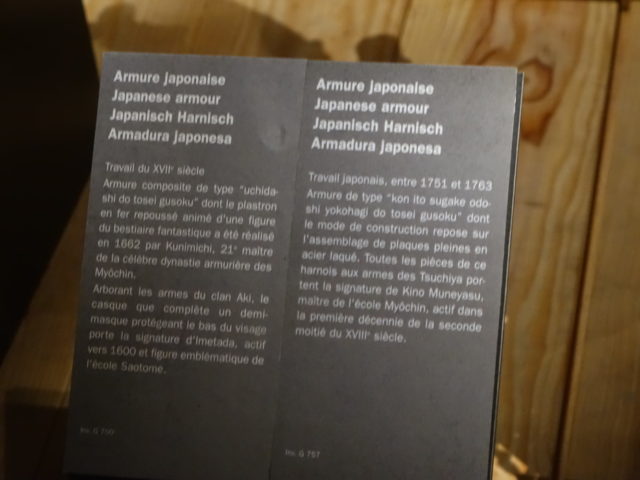 Armure japonaise
Japanese armour
Japanisch Harnisch
Armadura japonesa
Travail du XVIIe siècle
Armure composite de type "uchida-
shi do tosei gusoku" dont le plastron
en fer repoussé animé d'une figure
du bestiaire fantastique a été réalisé
en 1662 par Kunimichi, 21e maître
de la célèbre dynastie armurière des
Myôchin.
Arborant les armes du clan Aki, le
casque que complète un demi-
masque protégeant le bas du visage
porte la signature d'Imetada, actif
vers 1600 et figure emblématique de
l'école Saotome.
Inv. G 750
Armure japonaise
Japanese armour
Japanisch Harnisch
Armadura japonesa
Travail japonais, entre 1751 et 1763
Armure de type "kon ito sugake odo-
shi yokohagi do tosei gusoku" dont
le mode de construction repose sur
l'assemblage de plaques pleines en
acier laqué. Toutes les pièces de ce
harnois aux armes des Tsuchiya por-
tent la signature de Kino Muneyasu,
maître de l'école Myôchin, actif dans
la première décennie de la seconde
moitié du XVIIIe siècle.
Inv. G 767